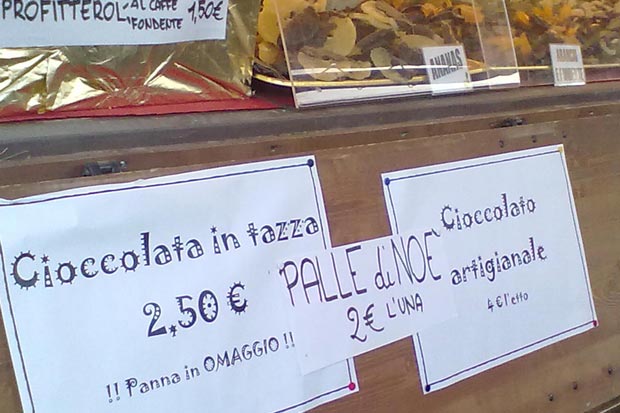 PROFITTEROL AL CAFFE 1,50€
FONDENTE
ANANAS
ARANCIA
Cioccolata in tazza
2,50 €
!! Panna in OMAGGIO !!
PALLE di NOE'
2€ L'UNA
Cioccolato
artigianale
4 € l'etto